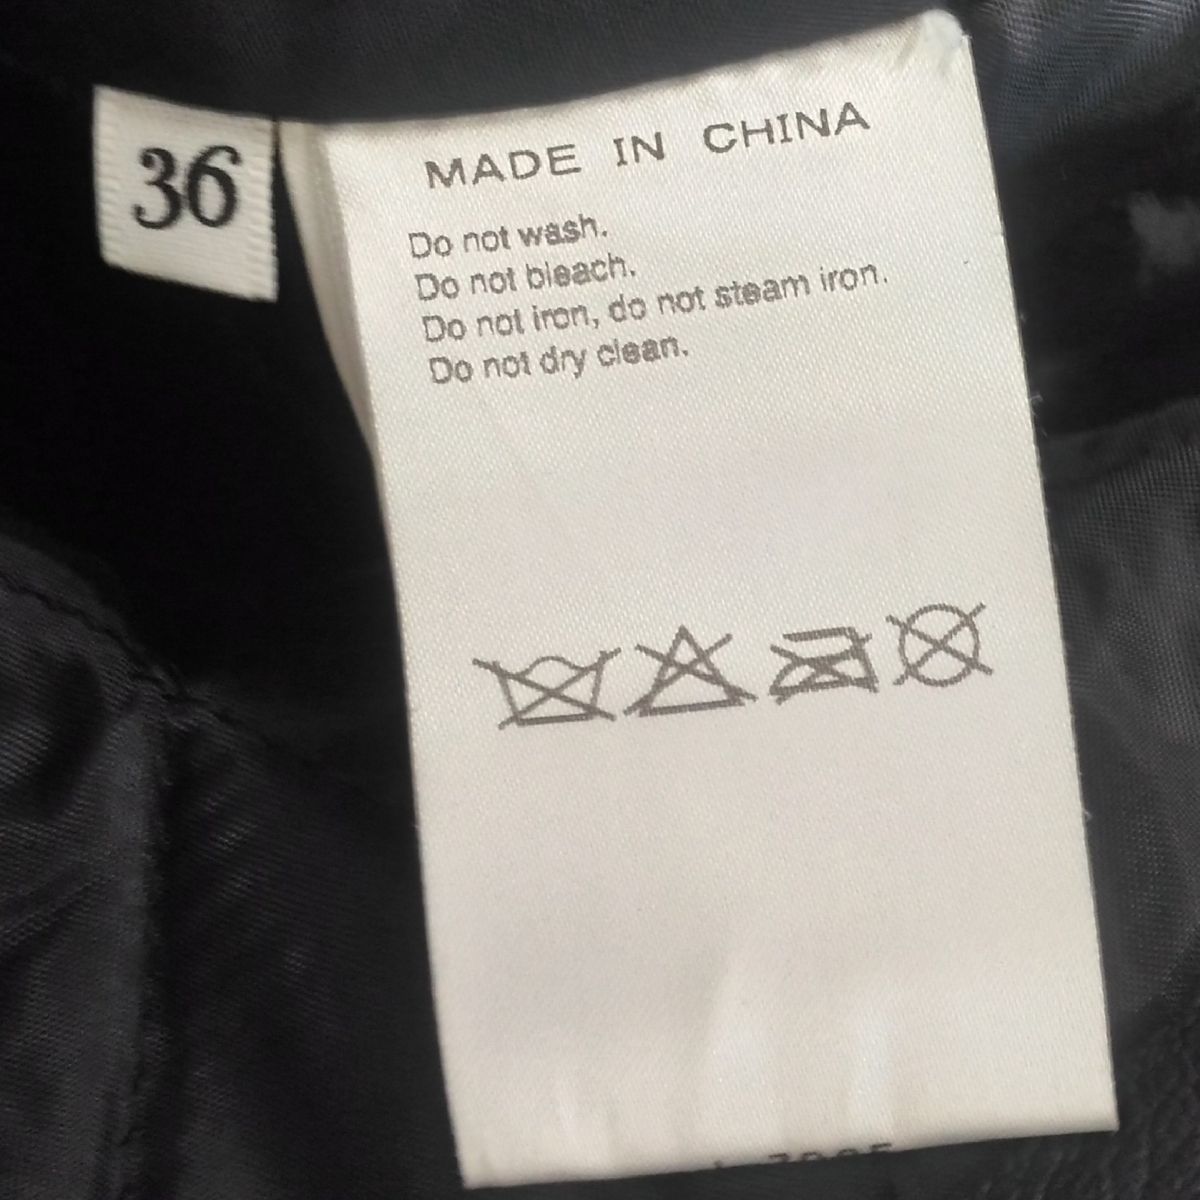 36
MADE IN CHINA
Do not wash.
Do not bleach.
Do not iron, do not steam iron.
Do not dry clean.